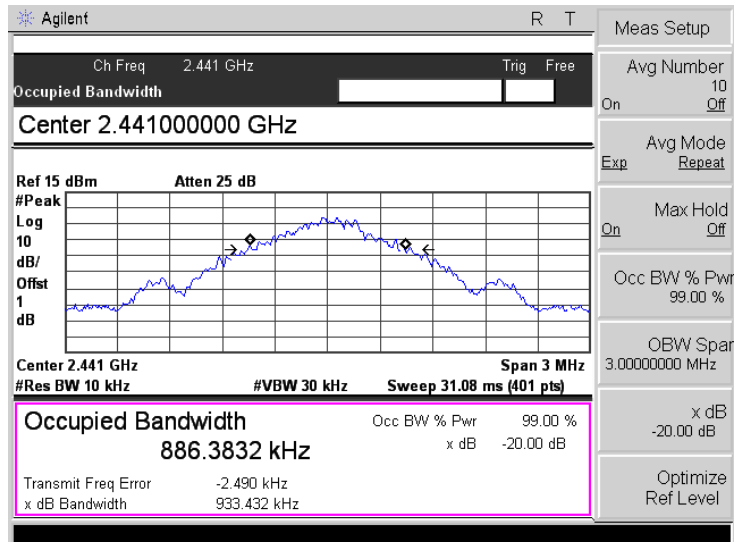 Agilent R T
Ch Freq 2.441 GHz Trig Free
Occupied Bandwidth
Center 2.441000000 GHz
Ref 15 dBm Atten 25 dB
#Peak
Log
10
dB/
Offst
1
dB
Center 2.441 GHz Span 3 MHz
#Res BW 10 kHz #VBW 30 kHz Sweep 31.08 ms (401 pts)
Occupied Bandwidth
886.3832 kHz
Occ BW % Pwr 99.00 %
x dB -20.00 dB
Transmit Freq Error -2.490 kHz
x dB Bandwidth 933.432 kHz
Meas Setup
Avg Number
10
On Off
Avg Mode
Exp Repeat
Max Hold
On Off
Occ BW % Pwr
99.00 %
OBW Span
3.00000000 MHz
x dB
-20.00 dB
Optimize
Ref Level